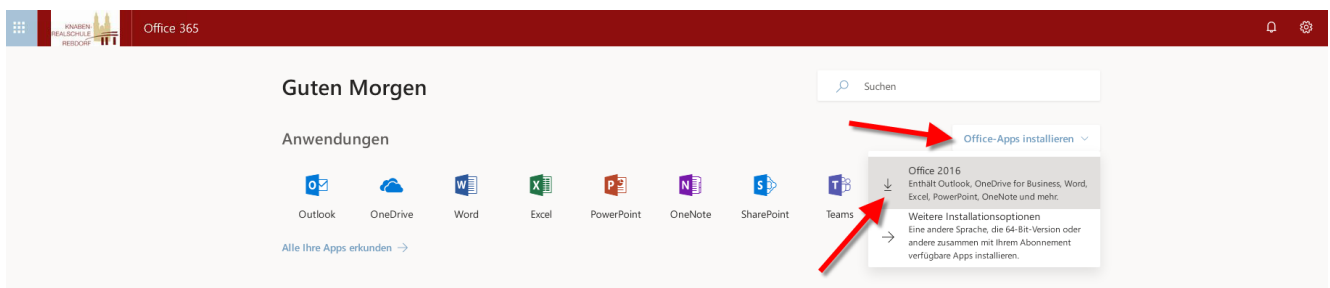 KNABEN-
REALSCHULE
REBDORF
Office 365
Guten Morgen
Suchen
Anwendungen
Office-Apps installieren
Outlook
OneDrive
Word
Excel
PowerPoint
OneNote
SharePoint
Teams
Office 2016
Enthält Outlook, OneDrive for Business, Word,
Excel, PowerPoint, OneNote und mehr.
Weitere Installationsoptionen
Eine andere Sprache, die 64-Bit-Version oder
andere zusammen mit Ihrem Abonnement
verfügbare Apps installieren.
Alle Ihre Apps erkunden →